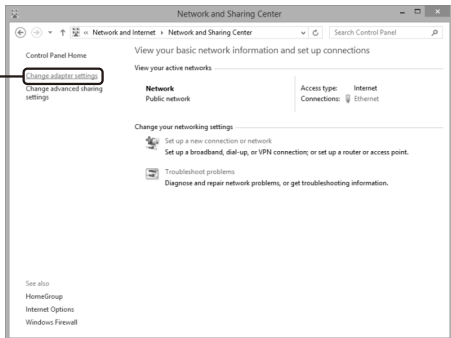 Network and Sharing Center
« Network and Internet › Network and Sharing Center
Search Control Panel
Control Panel Home
Change adapter settings
Change advanced sharing
settings
View your basic network information and set up connections
View your active networks
Network
Public network
Access type: Internet
Connections: Ethernet
Change your networking settings
Set up a new connection or network
Set up a broadband, dial-up, or VPN connection; or set up a router or access point.
Troubleshoot problems
Diagnose and repair network problems, or get troubleshooting information.
See also
HomeGroup
Internet Options
Windows Firewall